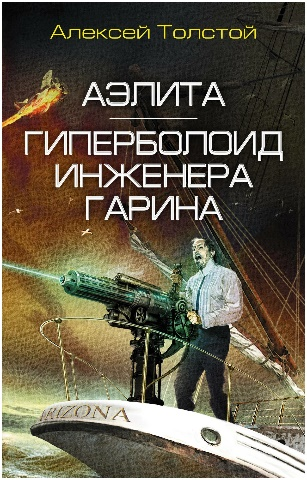 Алексей Толстой
АЭЛИТА
ГИПЕРБОЛОИД
ИНЖЕНЕРА
ГАРИНА
ARIZONA